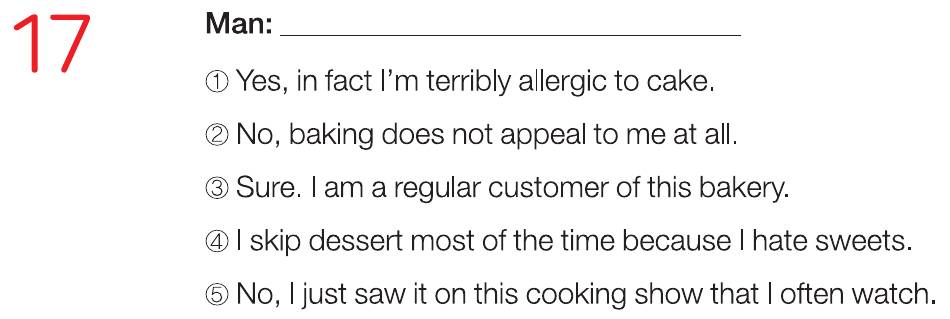 17
Man: ______________________________
① Yes, in fact I'm terribly allergic to cake.
② No, baking does not appeal to me at all.
③ Sure. I am a regular customer of this bakery.
④ I skip dessert most of the time because I hate sweets.
⑤ No, I just saw it on this cooking show that I often watch.